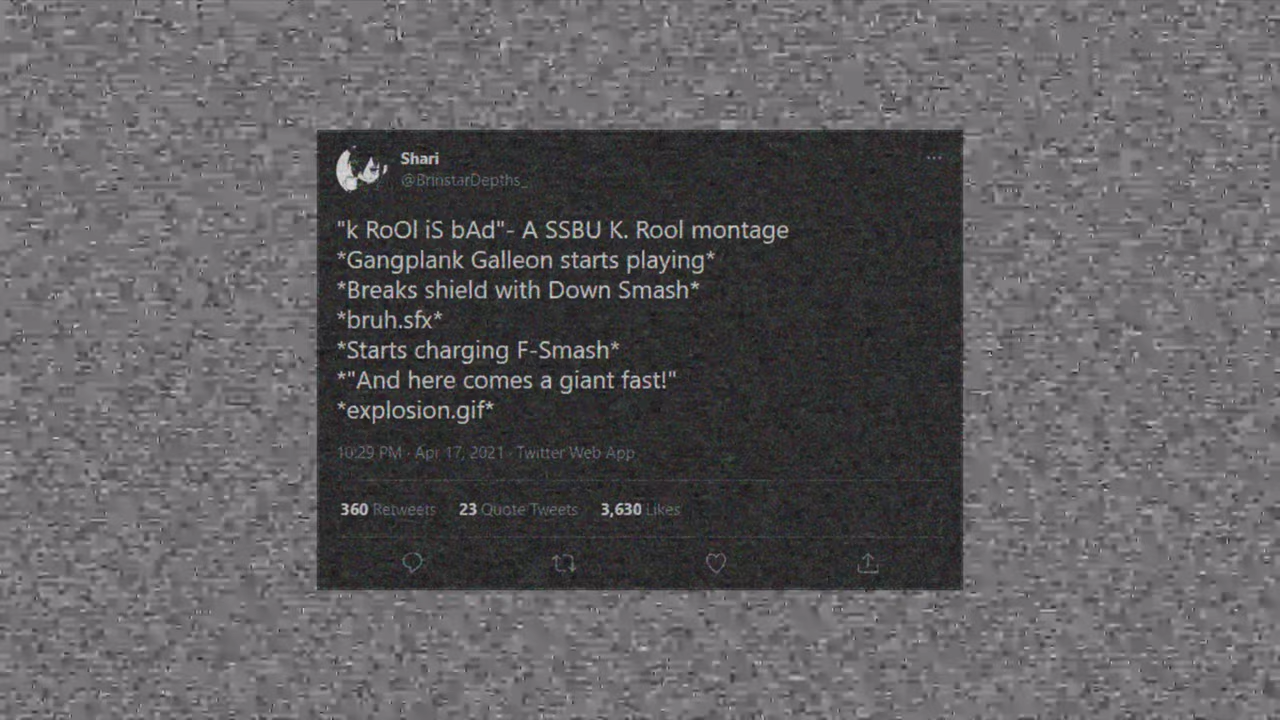 Shari
@BrinstarDepths_
"k RoOl iS bAd"- A SSBU K. Rool montage
*Gangplank Galleon starts playing*
*Breaks shield with Down Smash*
*bruh.sfx*
*Starts charging F-Smash*
*"And here comes a giant fast!"
*explosion.gif*
10:29 PM · Apr 17, 2021 · Twitter Web App
360 Retweets 23 Quote Tweets 3,630 Likes